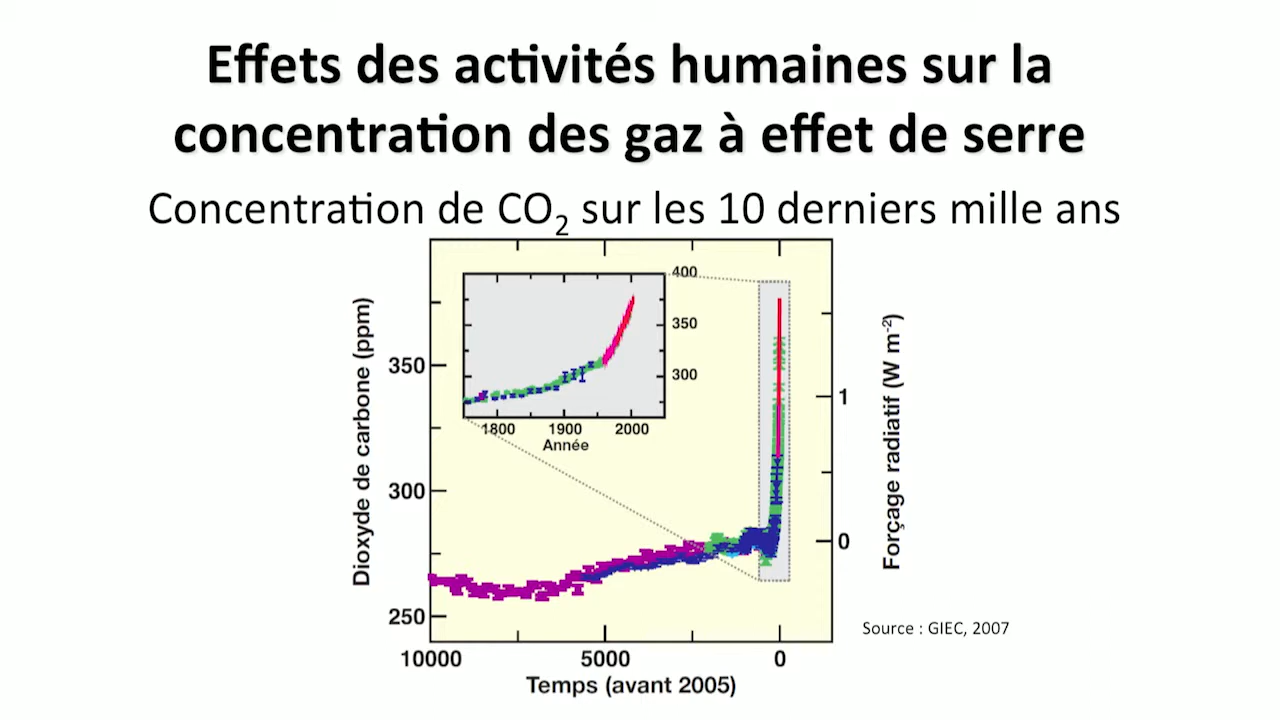 Effets des activités humaines sur la
concentration des gaz à effet de serre
Concentration de CO₂ sur les 10 derniers mille ans
Dioxyde de carbone (ppm)
350
300
250
400
350
300
1800 1900 2000
Année
1
0
Forçage radiatif (W m⁻²)
10000 5000 0
Temps (avant 2005)
Source : GIEC, 2007